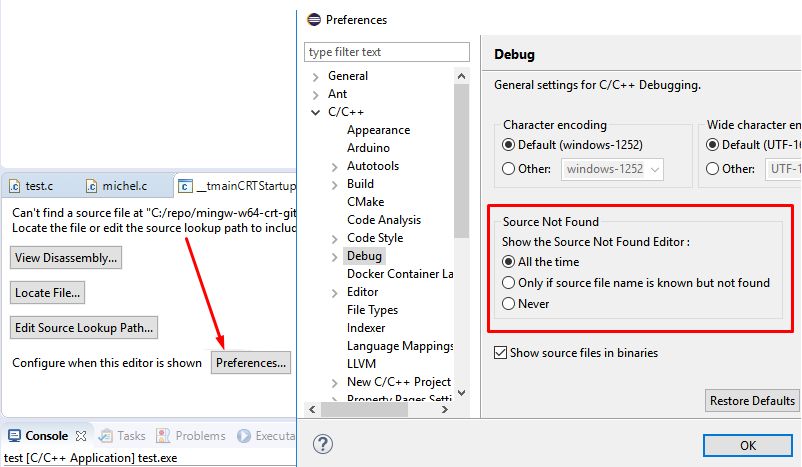 Preferences
type filter text
General
Ant
C/C++
Appearance
Arduino
Autotools
Build
CMake
Code Analysis
Code Style
Debug
Docker Container La
Editor
File Types
Indexer
Language Mappings
LLVM
New C/C++ Project
Property Pages Setti
Debug
General settings for C/C++ Debugging.
Character encoding
Default (windows-1252)
Other:
windows-1252
Wide character en
Default (UTF-16
Other:
UTF-1
Source Not Found
Show the Source Not Found Editor :
All the time
Only if source file name is known but not found
Never
Show source files in binaries
Restore Defaults
OK
test.c
michel.c
__tmainCRTStartup
Can't find a source file at "C:/repo/mingw-w64-crt-git
Locate the file or edit the source lookup path to includ
View Disassembly...
Locate File...
Edit Source Lookup Path...
Configure when this editor is shown
Preferences...
Console
Tasks
Problems
Executa
test [C/C++ Application] test.exe